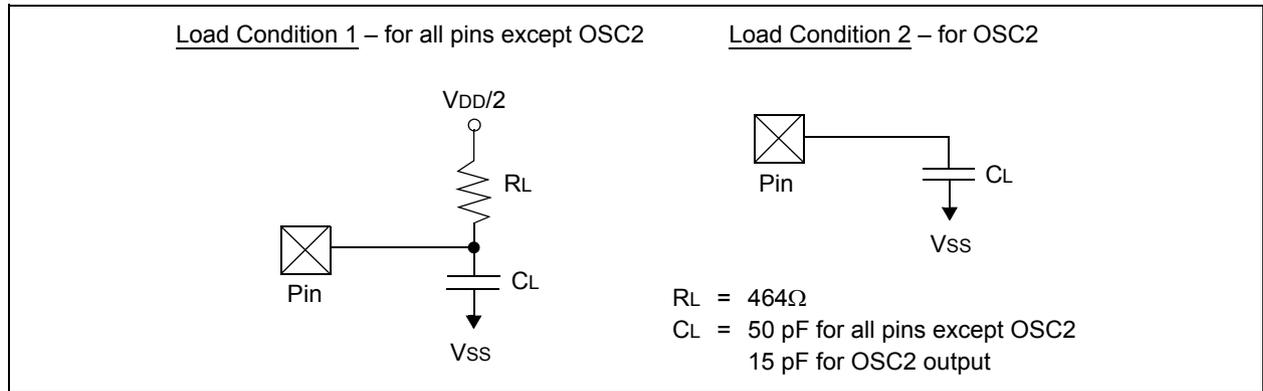 Load Condition 1 – for all pins except OSC2
VDD/2
RL
Pin
CL
VSS
Load Condition 2 – for OSC2
Pin
CL
VSS
RL = 464Ω
CL = 50 pF for all pins except OSC2
15 pF for OSC2 output